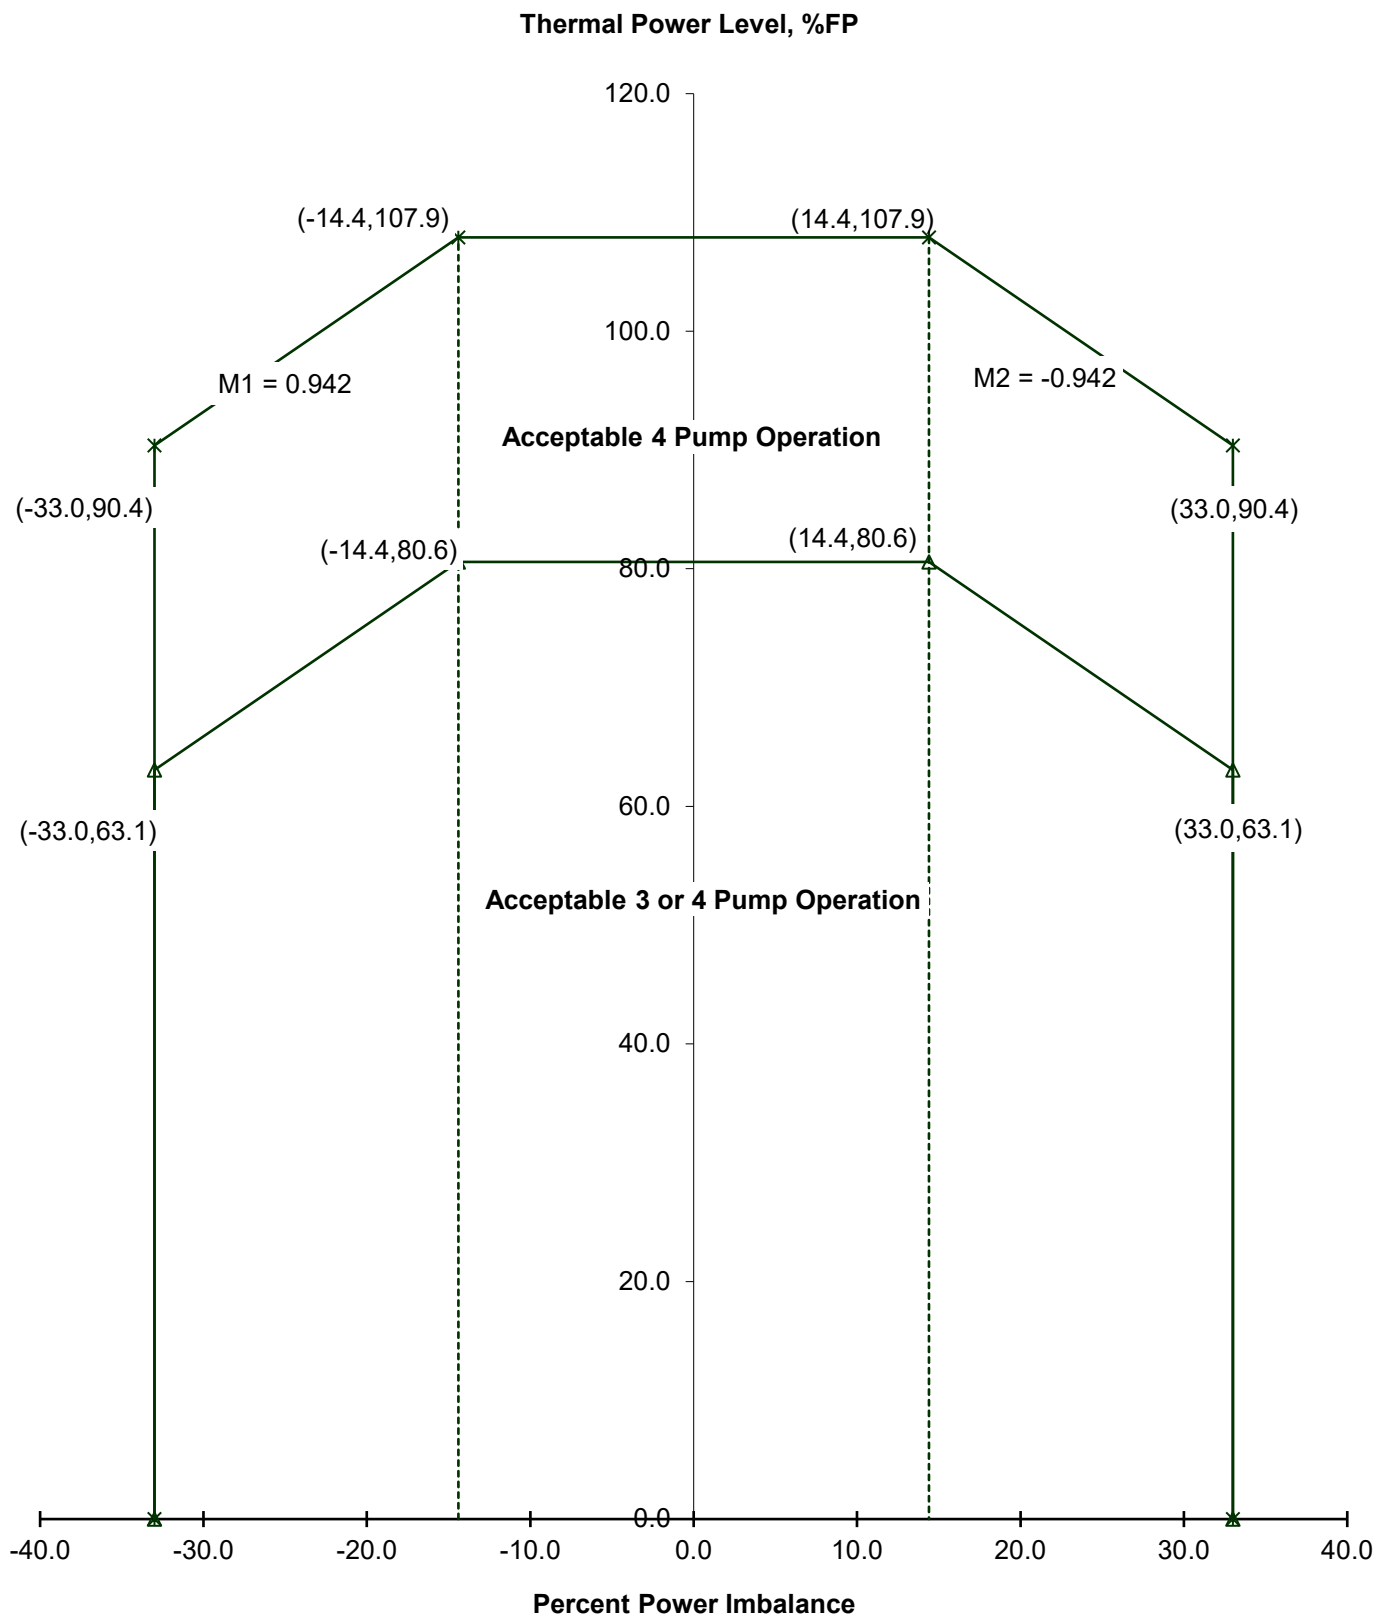 Thermal Power Level, %FP
120.0
(-14.4,107.9)
(14.4,107.9)
100.0
M1 = 0.942
M2 = -0.942
Acceptable 4 Pump Operation
(-33.0,90.4)
(33.0,90.4)
(-14.4,80.6)
(14.4,80.6)
80.0
60.0
(-33.0,63.1)
(33.0,63.1)
Acceptable 3 or 4 Pump Operation
40.0
20.0
0.0
-40.0 -30.0 -20.0 -10.0 0.0 10.0 20.0 30.0 40.0
Percent Power Imbalance